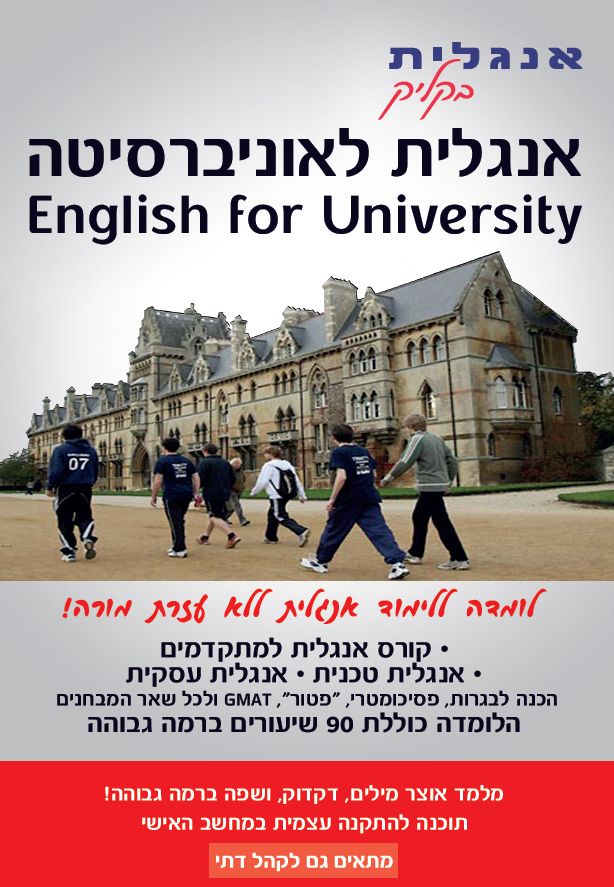 אנגלית
בקליק
אנגלית לאוניברסיטה
English for University
07
לומדה ללימוד אנגלית ללא עזרת מורה!
• קורס אנגלית למתקדמים
• אנגלית טכנית • אנגלית עסקית
הכנה לבגרות, פסיכומטרי, "פטור", GMAT ולכל שאר המבחנים
הלומדה כוללת 90 שיעורים ברמה גבוהה
מלמד אוצר מילים, דקדוק, ושפה ברמה גבוהה!
תוכנה להתקנה עצמית במחשב האישי
מתאים גם לקהל דתי